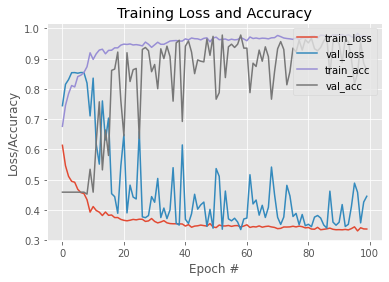 Training Loss and Accuracy
1.0
0.9
0.8
0.7
0.6
0.5
0.4
0.3
Loss/Accuracy
train_loss
val_loss
train_acc
val_acc
0 20 40 60 80 100
Epoch #